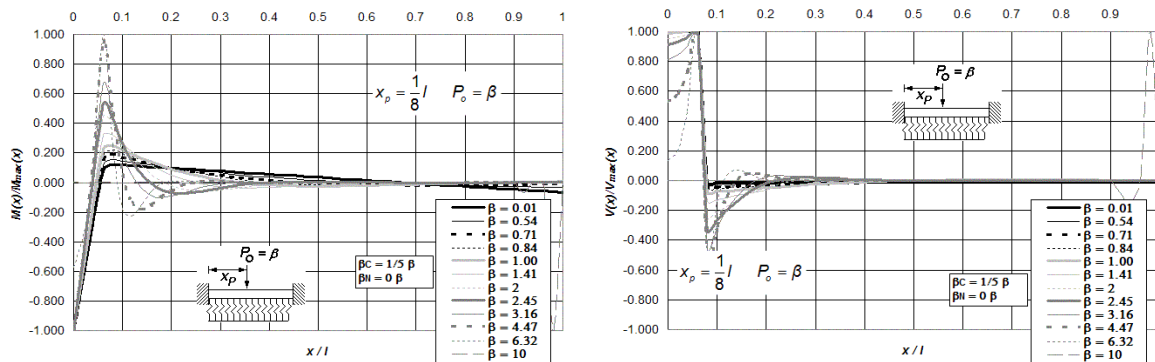 0 0.1 0.2 0.3 0.4 0.5 0.6 0.7 0.8 0.9 1
1.000
0.800
0.600
0.400
0.200
0.000
-0.200
-0.400
-0.600
-0.800
-1.000
M(x)/Mmax(x)
x / l
xp = 1/8 l Po = β
Po = β
xp
βC = 1/5 β
βN = 0 β
β = 0.01
β = 0.54
β = 0.71
β = 0.84
β = 1.00
β = 1.41
β = 2
β = 2.45
β = 3.16
β = 4.47
β = 6.32
β = 10
0 0.1 0.2 0.3 0.4 0.5 0.6 0.7 0.8 0.9
1.000
0.800
0.600
0.400
0.200
0.000
-0.200
-0.400
-0.600
-0.800
-1.000
V(x)/Vmax(x)
x / l
Po = β
xp
xp = 1/8 l Po = β
βC = 1/5 β
βN = 0 β
β = 0.01
β = 0.54
β = 0.71
β = 0.84
β = 1.00
β = 1.41
β = 2
β = 2.45
β = 3.16
β = 4.47
β = 6.32
β = 10